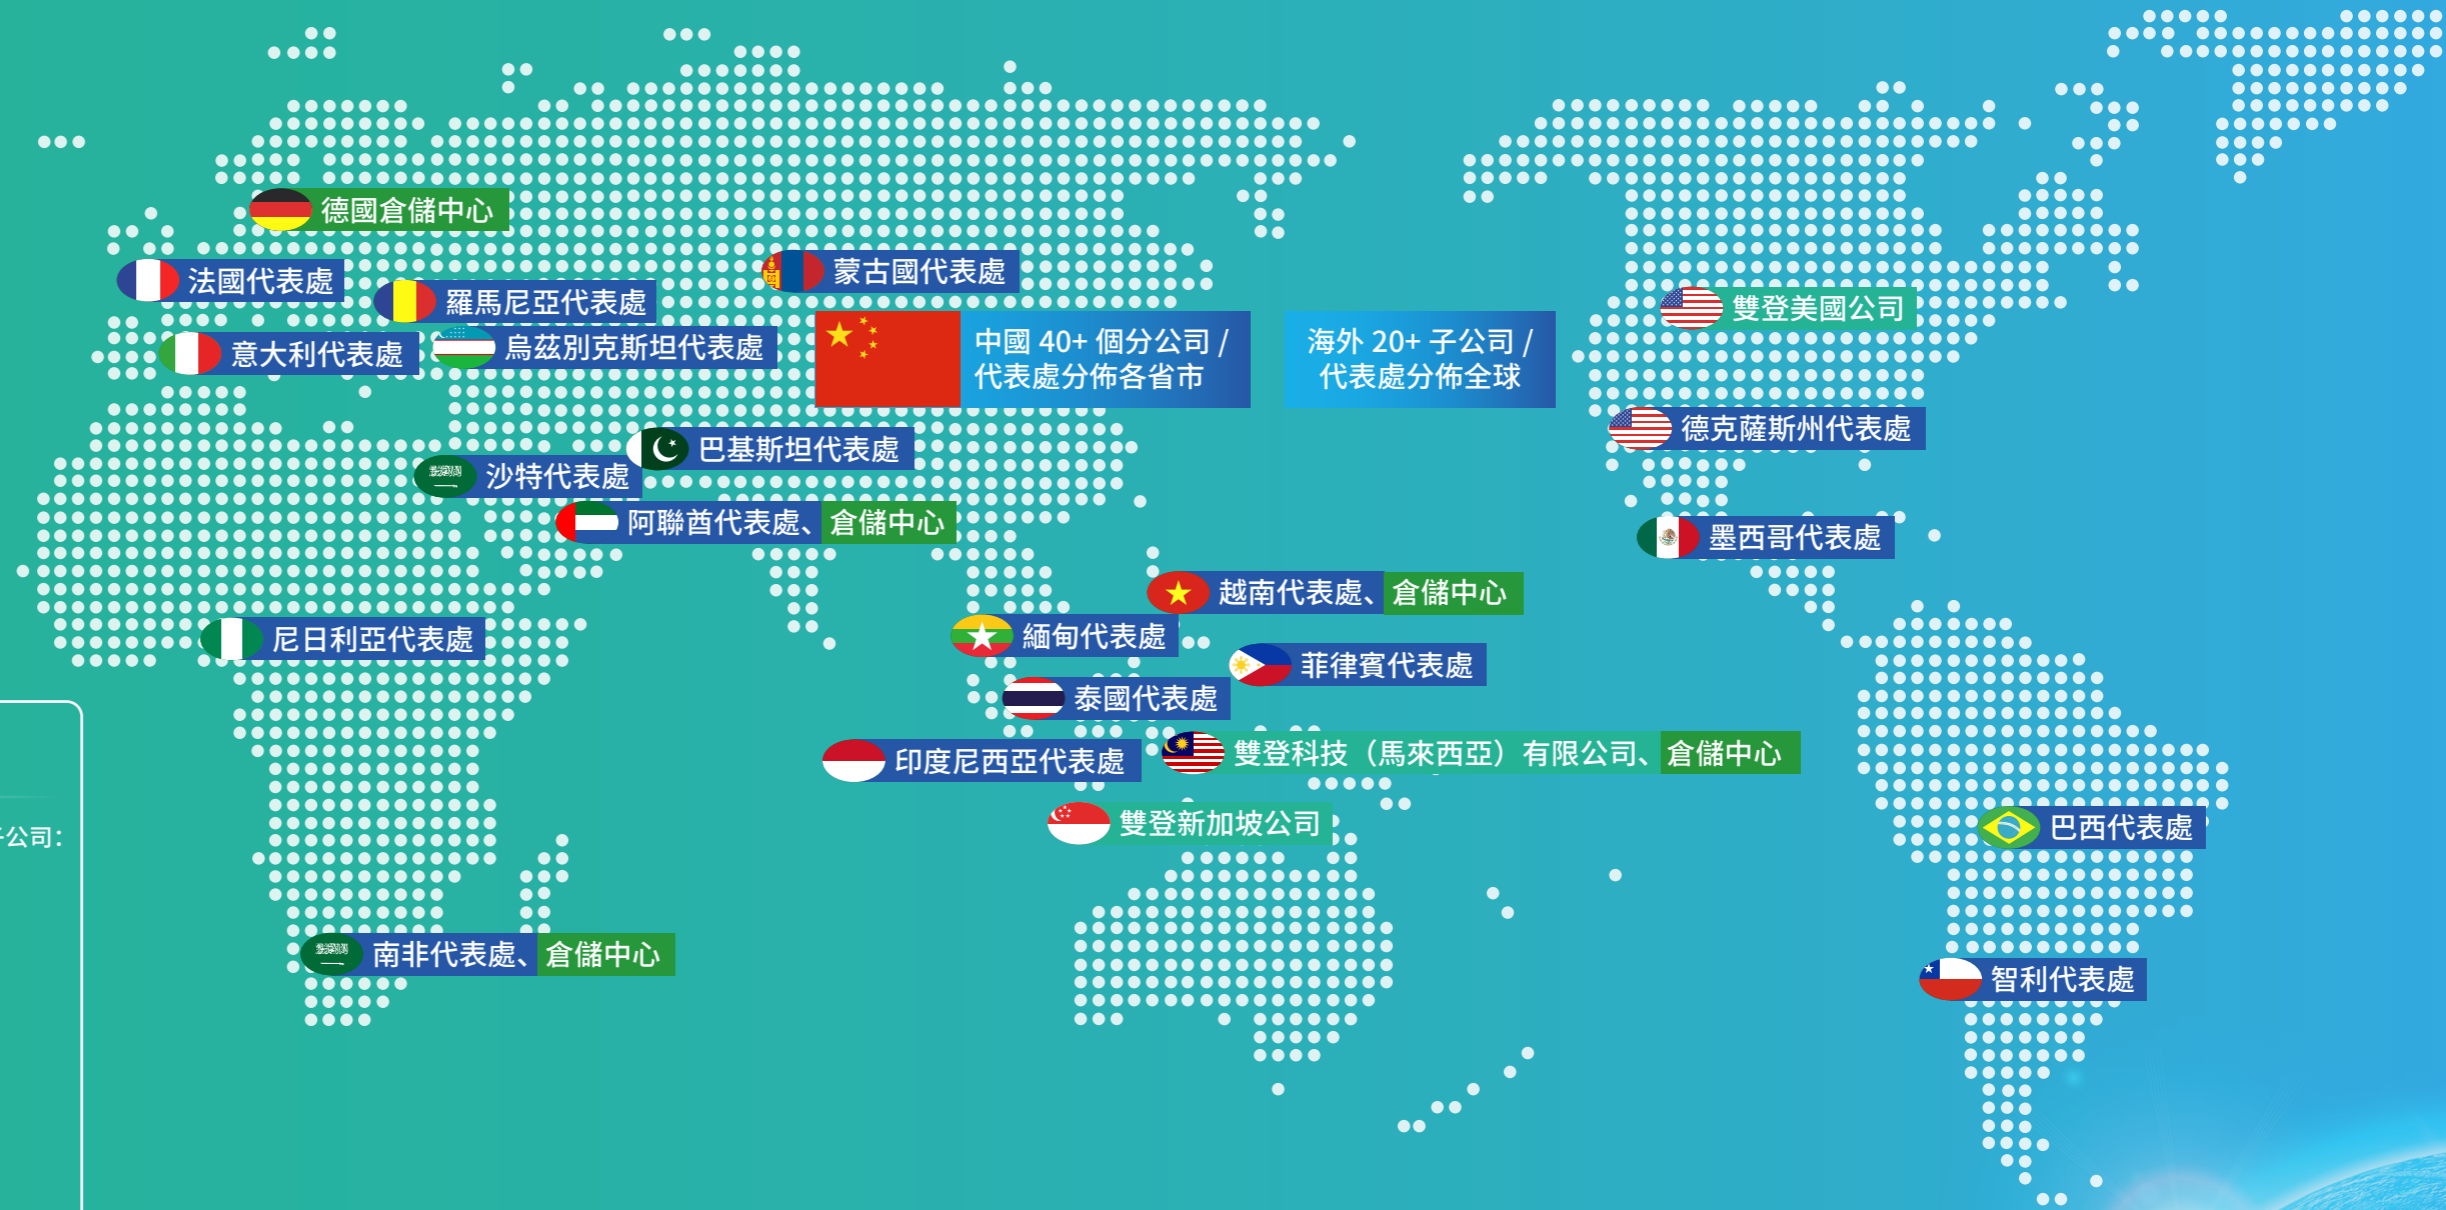 德國倉儲中心
法國代表處
羅馬尼亞代表處
蒙古國代表處
意大利代表處
烏茲別克斯坦代表處
中國 40+ 個分公司 /
代表處分佈各省市
海外 20+ 子公司 /
代表處分佈全球
雙登美國公司
德克薩斯州代表處
巴基斯坦代表處
沙特代表處
阿聯酋代表處、倉儲中心
墨西哥代表處
越南代表處、倉儲中心
緬甸代表處
尼日利亞代表處
菲律賓代表處
泰國代表處
印度尼西亞代表處
雙登科技（馬來西亞）有限公司、倉儲中心
雙登新加坡公司
巴西代表處
公司：
南非代表處、倉儲中心
智利代表處